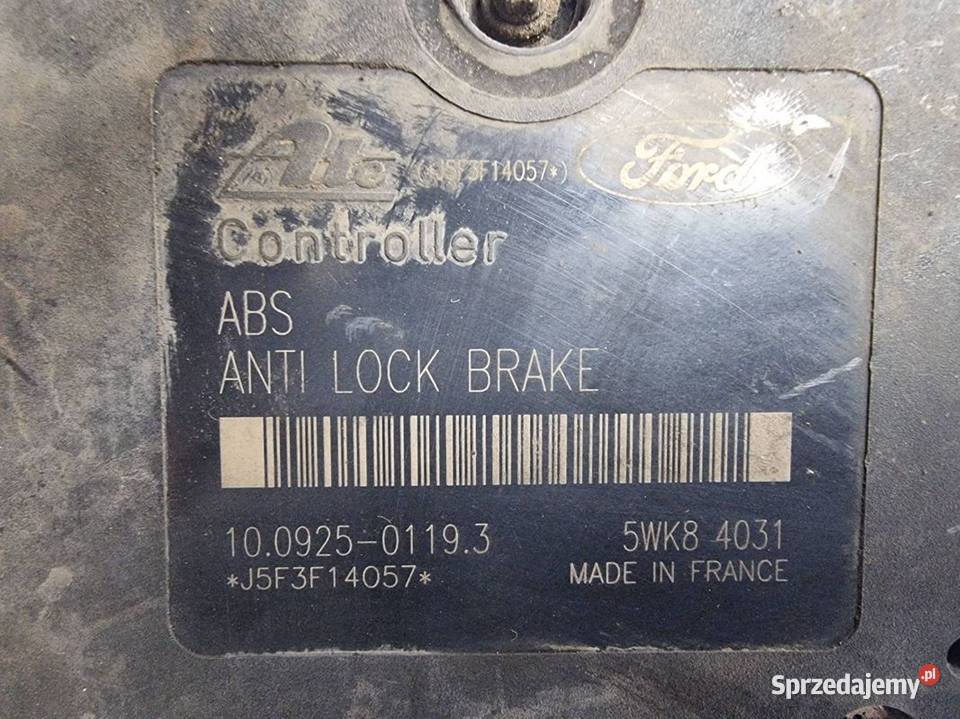 Ate (*J5F3F14057*) Ford
Controller
ABS
ANTI LOCK BRAKE
10.0925-0119.3 5WK8 4031
*J5F3F14057* MADE IN FRANCE
Sprzedajemy.pl